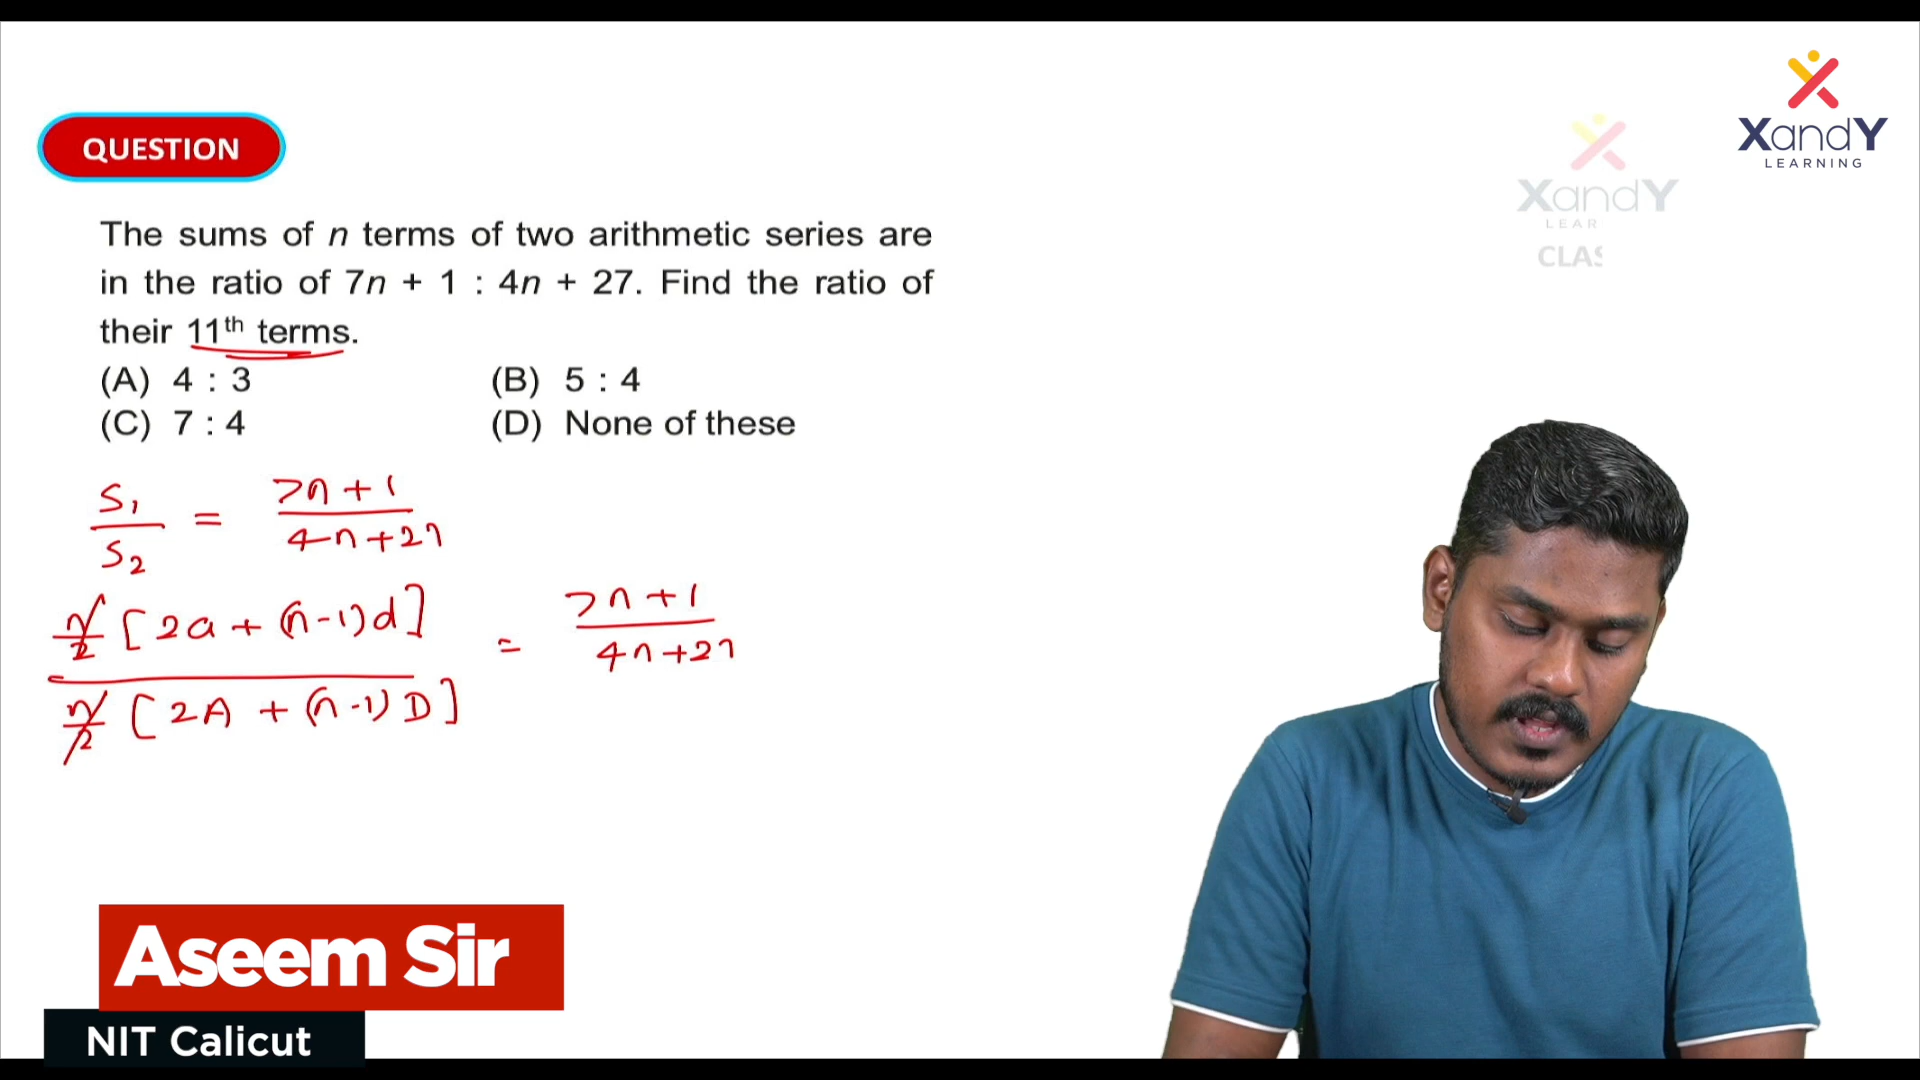 XandY
LEARNING
XandY
LEAR
CLAS
QUESTION
The sums of n terms of two arithmetic series are
in the ratio of 7n + 1 : 4n + 27. Find the ratio of
their 11th terms.
(A) 4 : 3 (B) 5 : 4
(C) 7 : 4 (D) None of these
S1/S2 = 7n+1/4n+27
n/2 [2a + (n-1)d] / n/2 [2A + (n-1)D] = 7n+1/4n+27
Aseem Sir
NIT Calicut